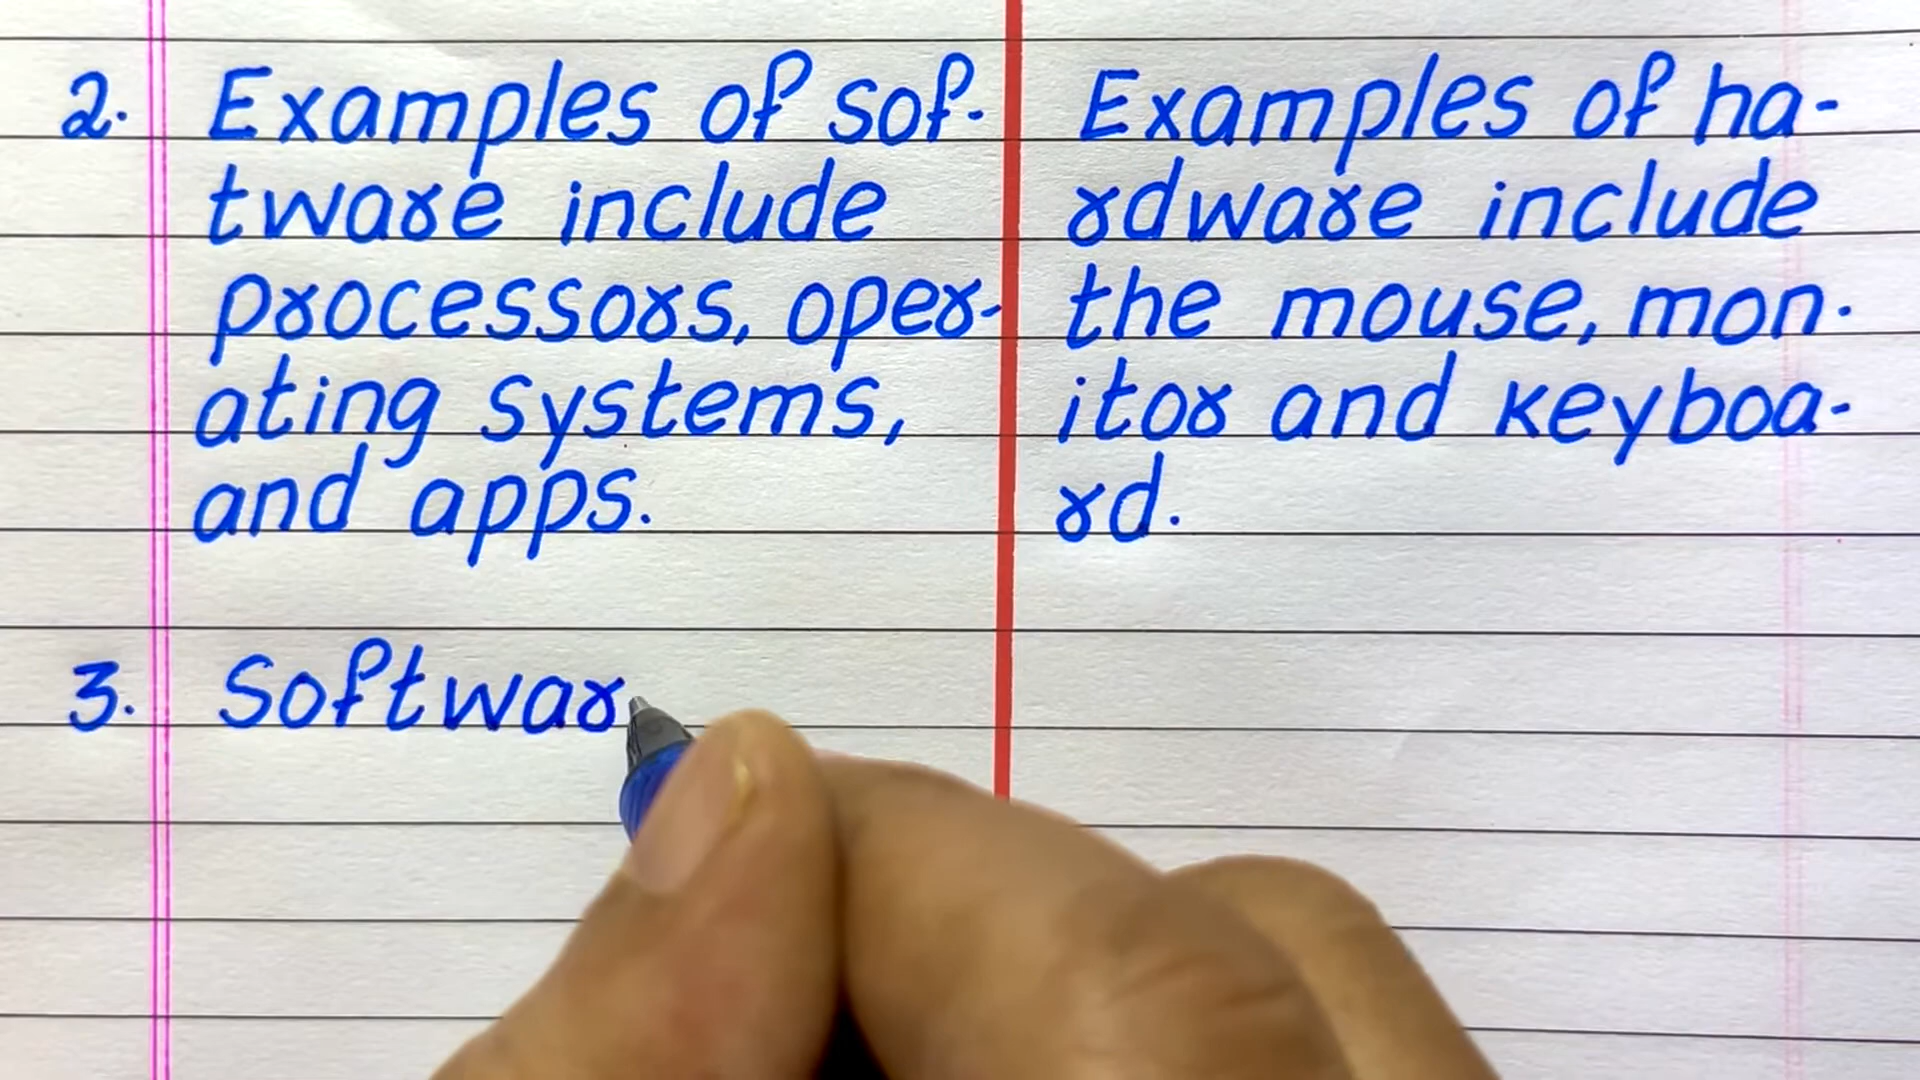 2. Examples of sof-
tware include
processors, oper-
ating systems,
and apps.
Examples of ha-
rdware include
the mouse, mon-
itor and keyboa-
rd.
3. Softwar